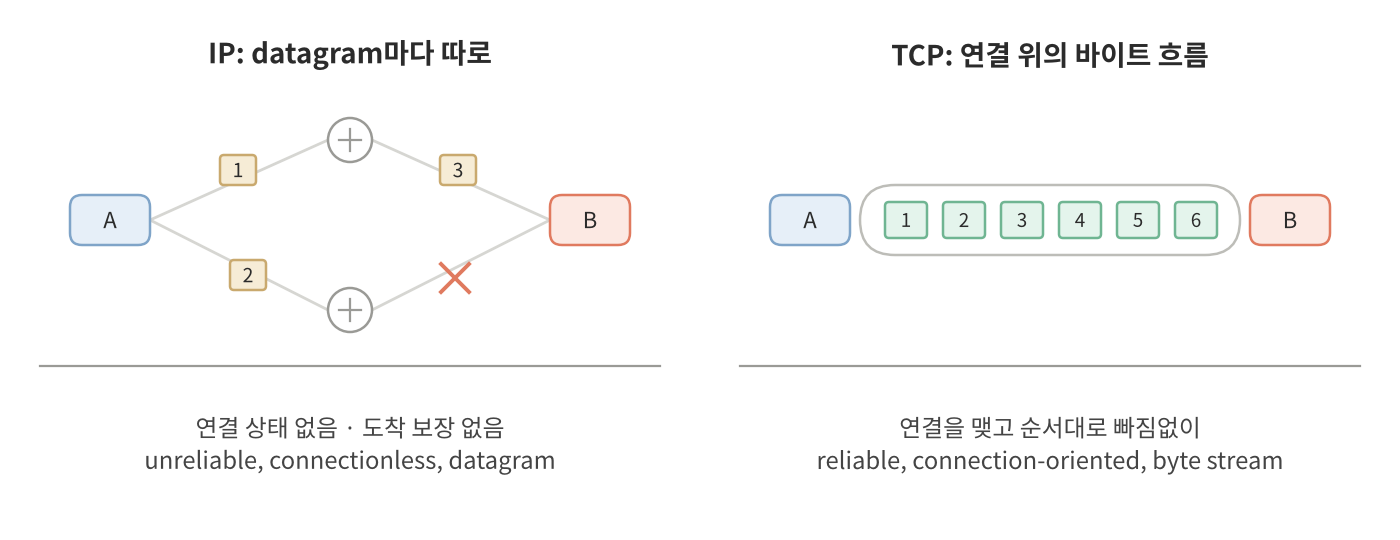 IP: datagram마다 따로
1
3
A
B
2
연결 상태 없음 · 도착 보장 없음
unreliable, connectionless, datagram
TCP: 연결 위의 바이트 흐름
A
1
2
3
4
5
6
B
연결을 맺고 순서대로 빠짐없이
reliable, connection-oriented, byte stream